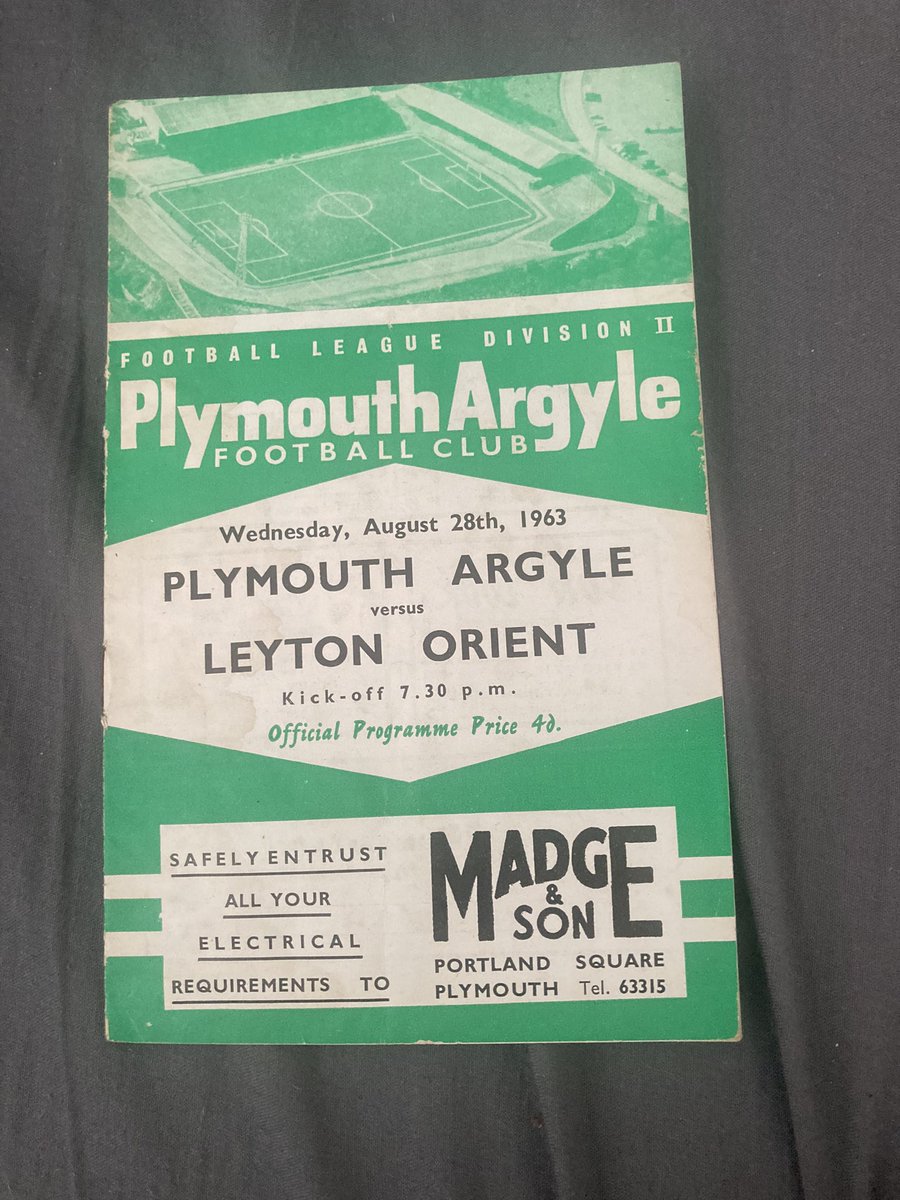 FOOTBALL LEAGUE DIVISION II
Plymouth Argyle
FOOTBALL CLUB
Wednesday, August 28th, 1963
PLYMOUTH ARGYLE
versus
LEYTON ORIENT
Kick-off 7.30 p.m.
Official Programme Price 4d.
SAFELY ENTRUST
ALL YOUR
ELECTRICAL
REQUIREMENTS TO
MADGE
&
SON
PORTLAND SQUARE
PLYMOUTH Tel. 63315